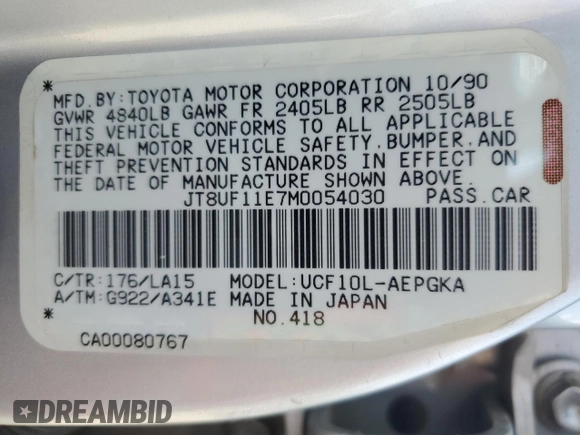 MFD.BY:TOYOTA MOTOR CORPORATION 10/90
GVWR 4840LB GAWR FR 2405LB RR 2505LB
THIS VEHICLE CONFORMS TO ALL APPLICABLE
FEDERAL MOTOR VEHICLE SAFETY,BUMPER,AND
THEFT PREVENTION STANDARDS IN EFFECT ON
THE DATE OF MANUFACTURE SHOWN ABOVE.
JT8UF11E7M0054030 PASS.CAR
C/TR:176/LA15 MODEL:UCF10L-AEPGKA
A/TM:G922/A341E MADE IN JAPAN
NO.418
CA00080767
DREAMBID